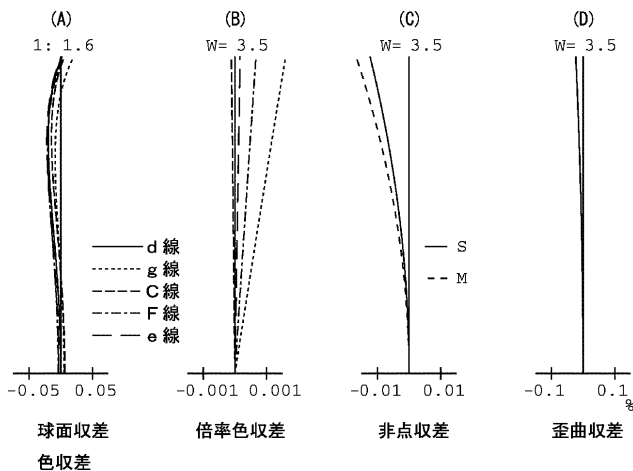 (A) (B) (C) (D)
1: 1.6 W= 3.5 W= 3.5 W= 3.5
d 線
g 線
C 線
F 線
e 線
S
M
-0.05 0.05 -0.001 0.001 -0.01 0.01 -0.1 0.1
%
球面収差 倍率色収差 非点収差 歪曲収差
色収差